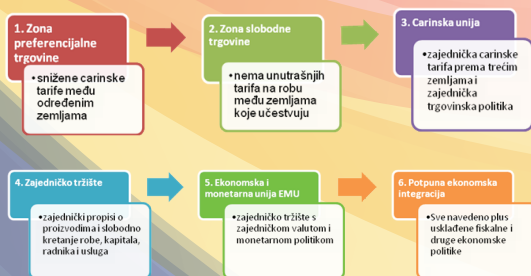 1. Zona
preferencijalne
trgovine
•snižene carinske
tarife među
određenim
zemljama
2. Zona slobodne
trgovine
•nema unutrašnjih
tarifa na robu
među zemljama
koje učestvuju
3. Carinska unija
•zajednička carinske
tarifa prema trećim
zemljama i
zajednička
trgovinska politika
4. Zajedničko tržište
•zajednički propisi o
proizvodima i slobodno
kretanje robe, kapitala,
radnika i usluga
5. Ekonomska i
monetarna unija EMU
•zajedničko tržište s
zajedničkom valutom i
monetarnom politikom
6. Potpuna ekonomska
integracija
•Sve navedeno plus
usklađene fiskalne i
druge ekonomske
politike